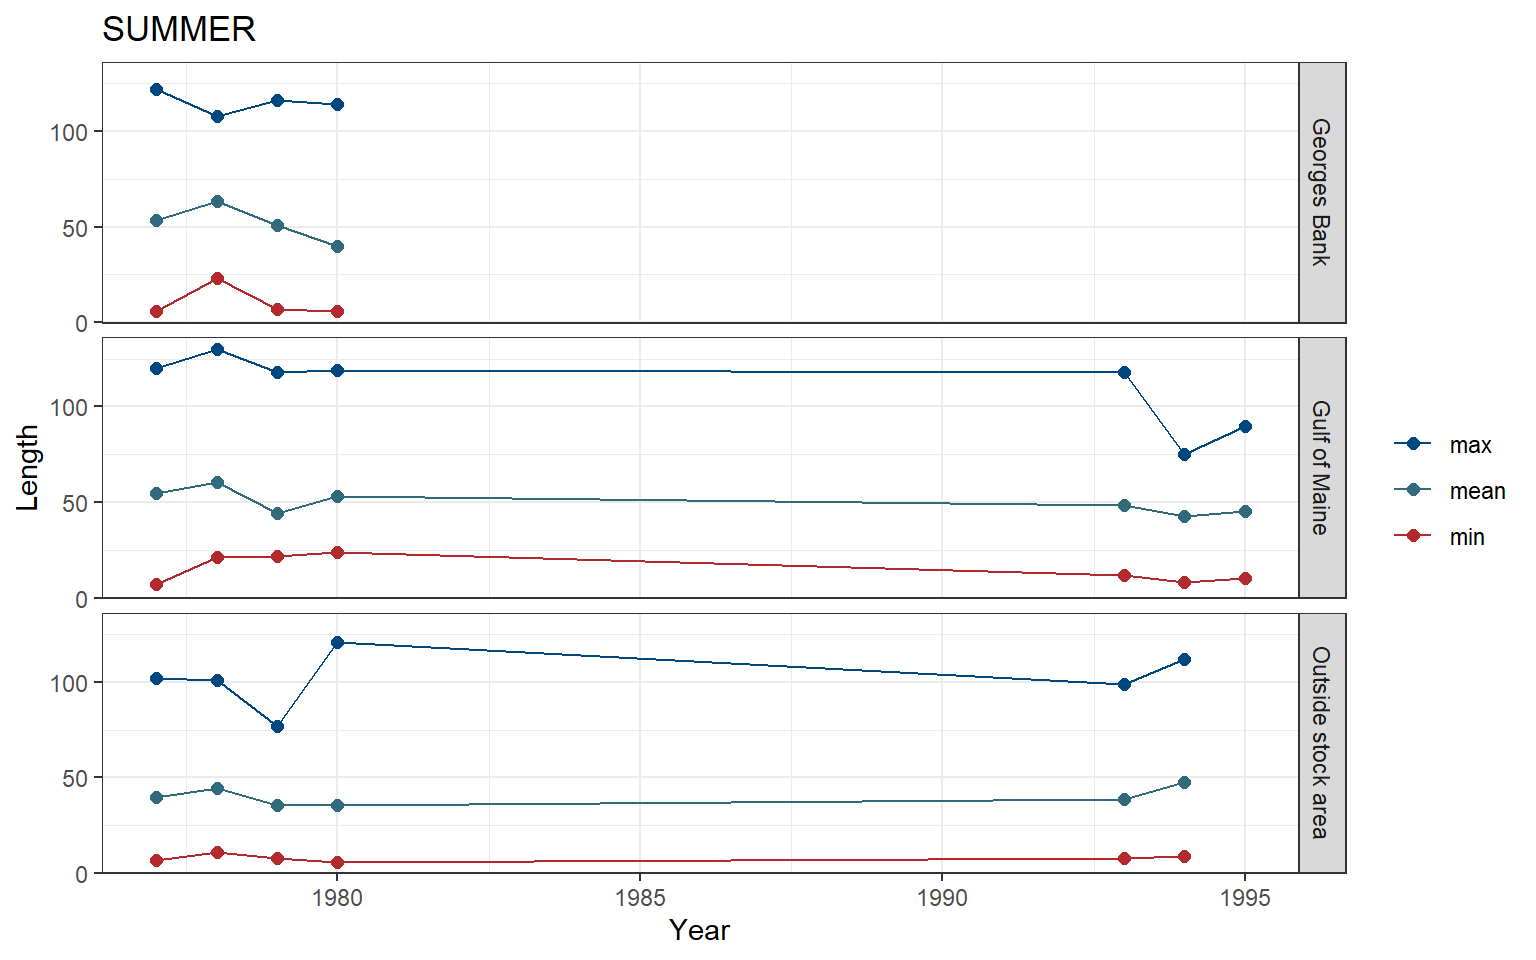 SUMMER
100
50
0
Georges Bank
100
50
0
Gulf of Maine
100
50
0
Outside stock area
1980
1985
1990
1995
Year
Length
max
mean
min